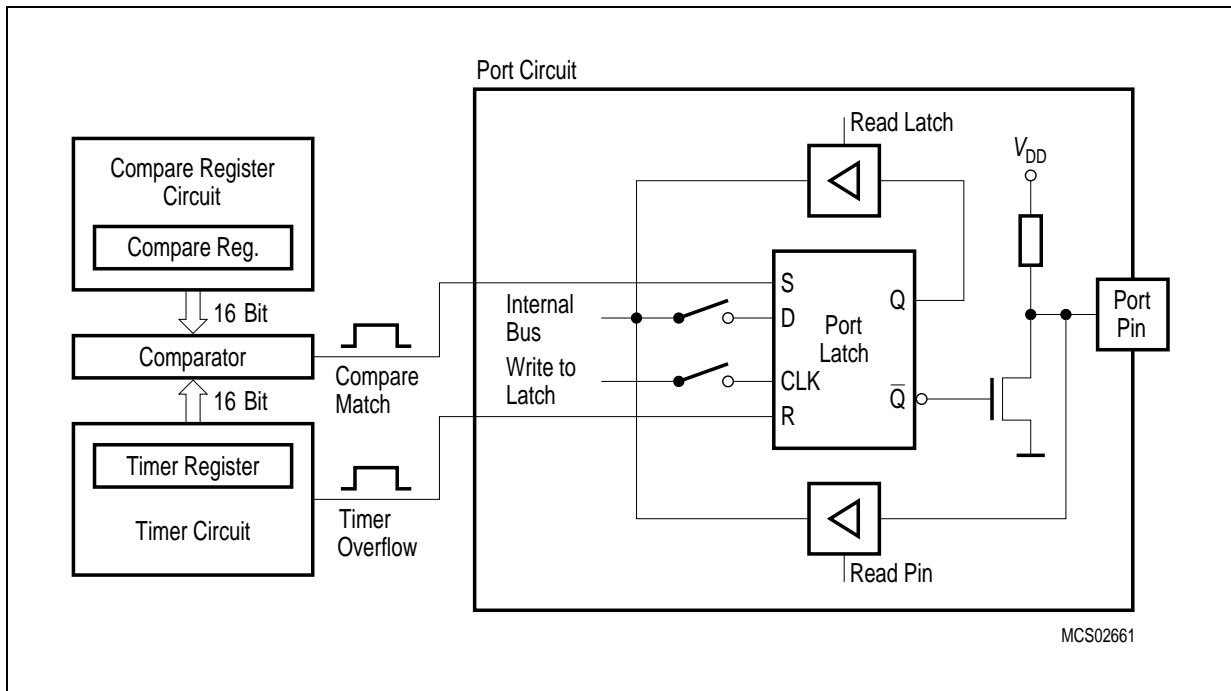 Port Circuit
Read Latch
V
DD
Compare Register
Circuit
Compare Reg.
16 Bit
Comparator
16 Bit
Timer Register
Timer Circuit
Compare
Match
Timer
Overflow
Internal
Bus
Write to
Latch
S
D
CLK
R
Port
Latch
Q
Q̅
Port
Pin
Read Pin
MCS02661